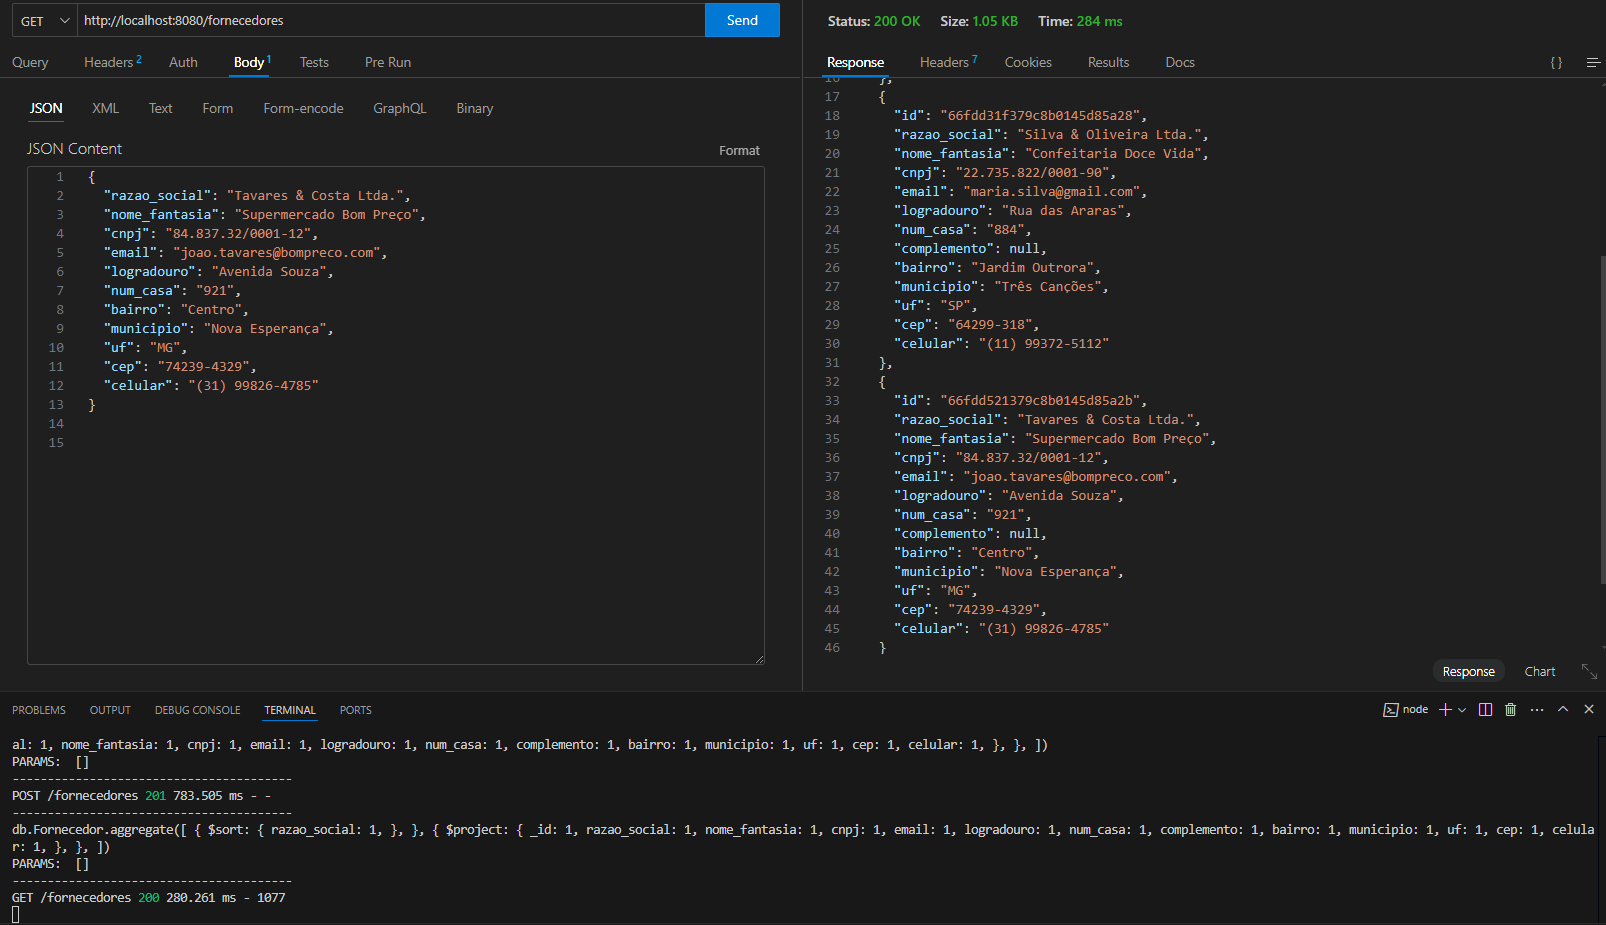 GET http://localhost:8080/fornecedores Send
Query Headers 2 Auth Body 1 Tests Pre Run
JSON XML Text Form Form-encode GraphQL Binary
JSON Content Format
1 {
2 "razao_social": "Tavares & Costa Ltda.",
3 "nome_fantasia": "Supermercado Bom Preço",
4 "cnpj": "84.837.32/0001-12",
5 "email": "joao.tavares@bompreco.com",
6 "logradouro": "Avenida Souza",
7 "num_casa": "921",
8 "bairro": "Centro",
9 "municipio": "Nova Esperança",
10 "uf": "MG",
11 "cep": "74239-4329",
12 "celular": "(31) 99826-4785"
13 }
14
15
Status: 200 OK Size: 1.05 KB Time: 284 ms
Response Headers 7 Cookies Results Docs {}
16 },
17 {
18 "id": "66fdd31f379c8b0145d85a28",
19 "razao_social": "Silva & Oliveira Ltda.",
20 "nome_fantasia": "Confeitaria Doce Vida",
21 "cnpj": "22.735.822/0001-90",
22 "email": "maria.silva@gmail.com",
23 "logradouro": "Rua das Araras",
24 "num_casa": "884",
25 "complemento": null,
26 "bairro": "Jardim Outrora",
27 "municipio": "Três Canções",
28 "uf": "SP",
29 "cep": "64299-318",
30 "celular": "(11) 99372-5112"
31 },
32 {
33 "id": "66fdd521379c8b0145d85a2b",
34 "razao_social": "Tavares & Costa Ltda.",
35 "nome_fantasia": "Supermercado Bom Preço",
36 "cnpj": "84.837.32/0001-12",
37 "email": "joao.tavares@bompreco.com",
38 "logradouro": "Avenida Souza",
39 "num_casa": "921",
40 "complemento": null,
41 "bairro": "Centro",
42 "municipio": "Nova Esperança",
43 "uf": "MG",
44 "cep": "74239-4329",
45 "celular": "(31) 99826-4785"
46 }
Response Chart
PROBLEMS OUTPUT DEBUG CONSOLE TERMINAL PORTS node
al: 1, nome_fantasia: 1, cnpj: 1, email: 1, logradouro: 1, num_casa: 1, complemento: 1, bairro: 1, municipio: 1, uf: 1, cep: 1, celular: 1, }, }, ])
PARAMS: []
----------------------------------------
POST /fornecedores 201 783.505 ms - -
----------------------------------------
db.Fornecedor.aggregate([ { $sort: { razao_social: 1, }, }, { $project: { _id: 1, razao_social: 1, nome_fantasia: 1, cnpj: 1, email: 1, logradouro: 1, num_casa: 1, complemento: 1, bairro: 1, municipio: 1, uf: 1, cep: 1, celula
r: 1, }, }, ])
PARAMS: []
----------------------------------------
GET /fornecedores 200 280.261 ms - 1077